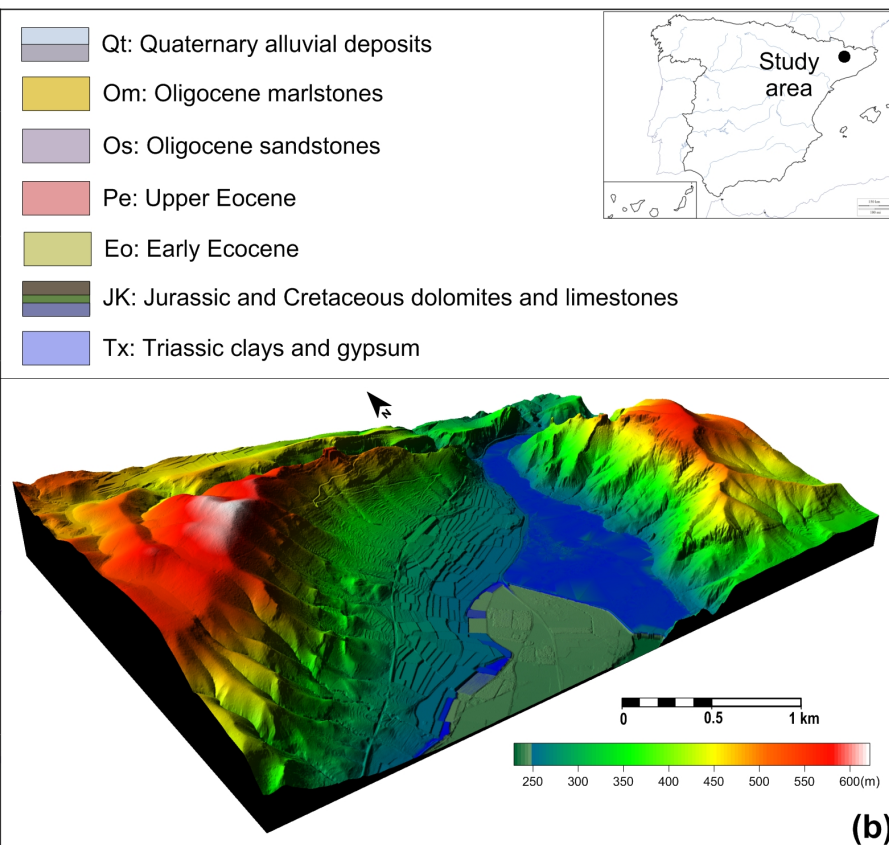 Qt: Quaternary alluvial deposits
Om: Oligocene marlstones
Os: Oligocene sandstones
Pe: Upper Eocene
Eo: Early Ecocene
JK: Jurassic and Cretaceous dolomites and limestones
Tx: Triassic clays and gypsum
Study
area
N
0 0.5 1 km
250 300 350 400 450 500 550 600(m)
(b)